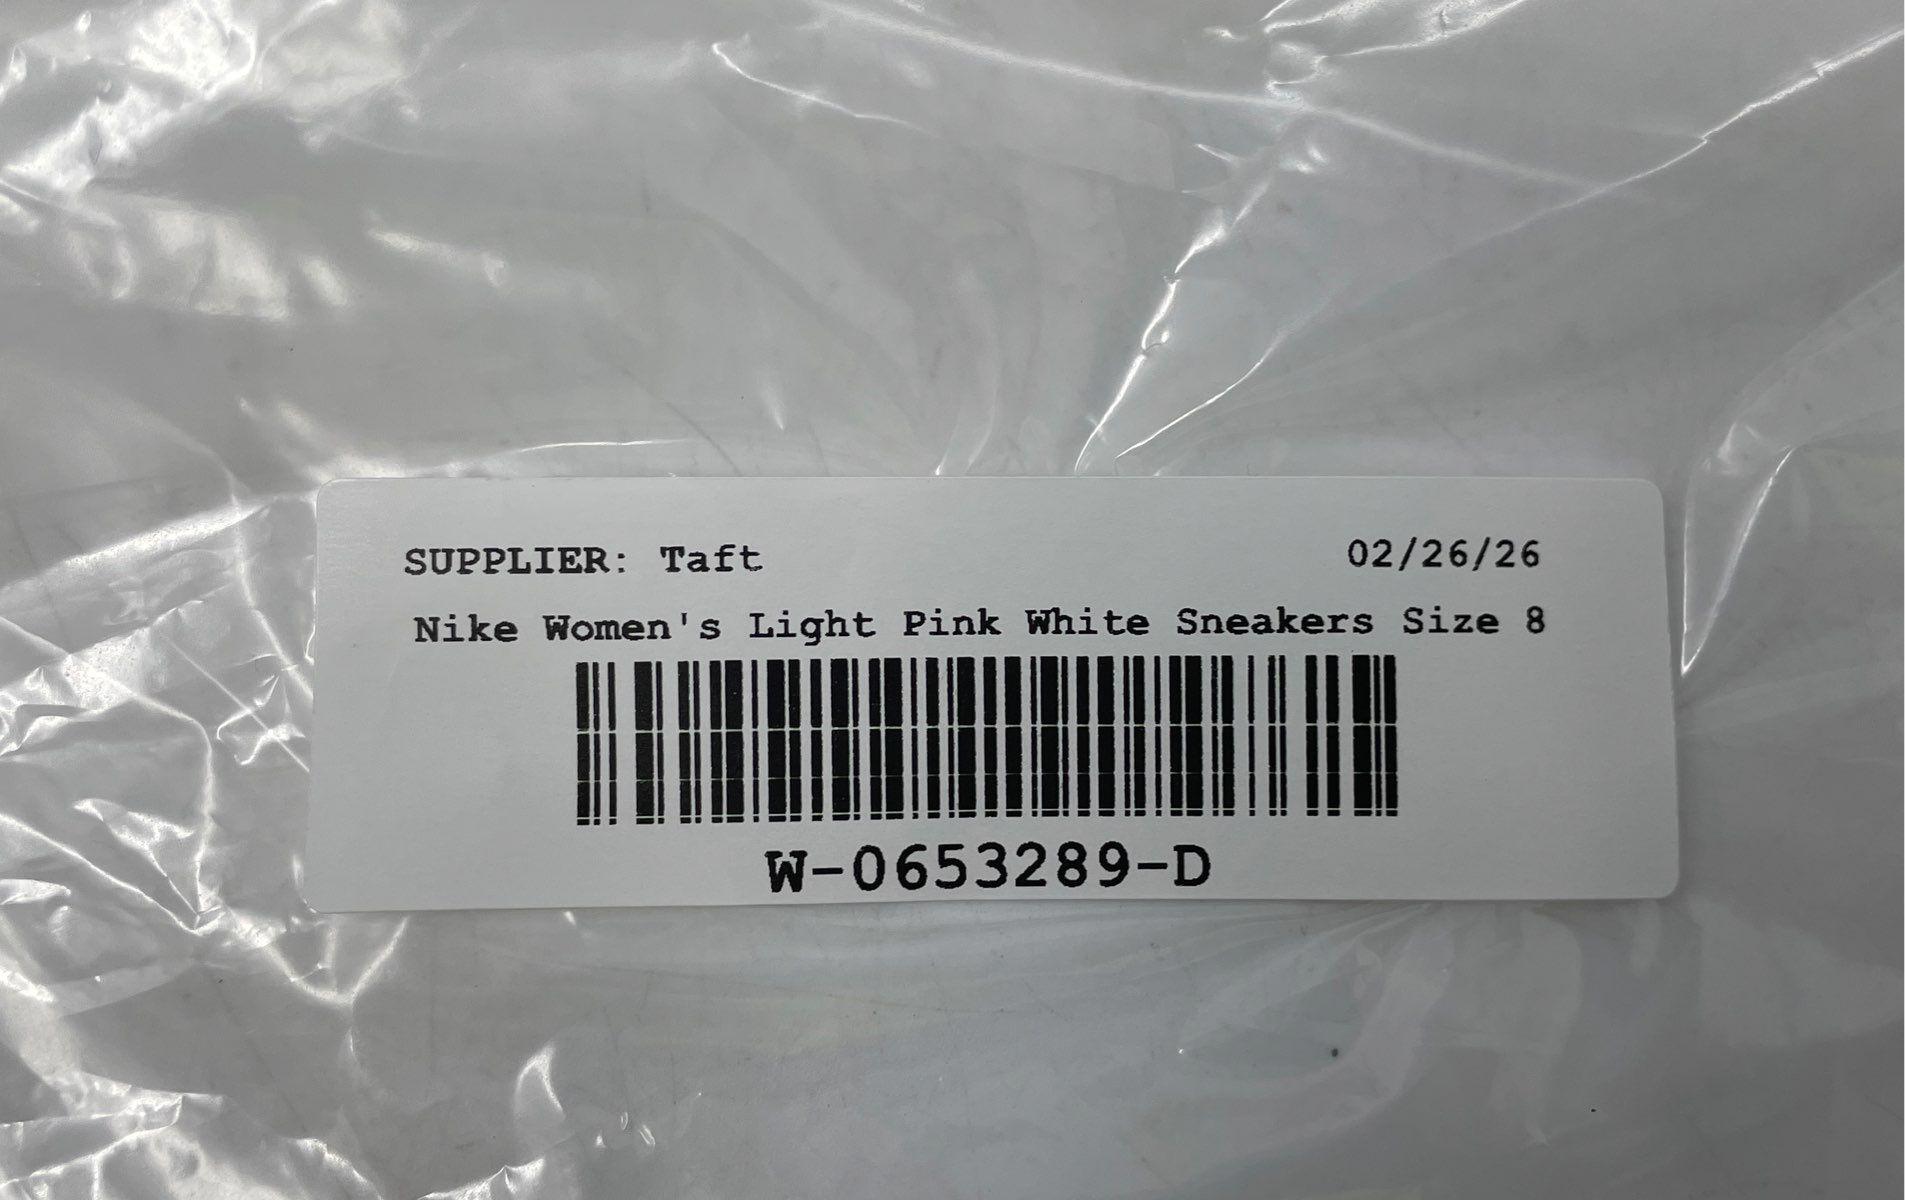 SUPPLIER: Taft 02/26/26
Nike Women's Light Pink White Sneakers Size 8
W-0653289-D